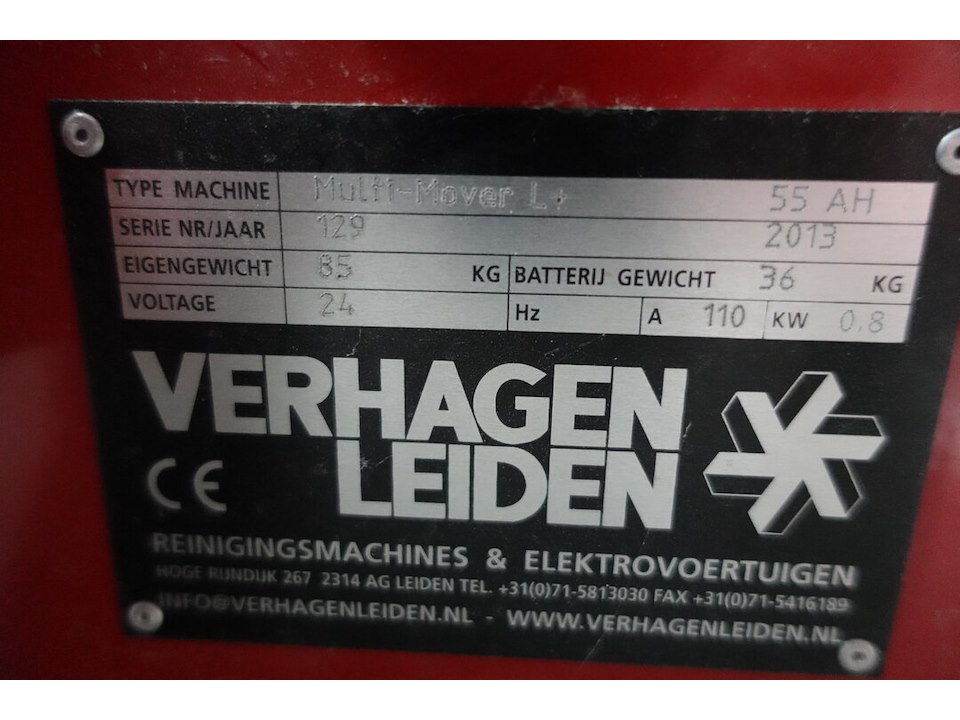 TYPE MACHINE Multi-Mover L+ 55 AH
SERIE NR/JAAR 129 2013
EIGENGEWICHT 85 KG BATTERIJ GEWICHT 36 KG
VOLTAGE 24 Hz A 110 KW 0.8
VERHAGEN
LEIDEN
CE
REINIGINGSMACHINES & ELEKTROVOERTUIGEN
HOGE RIJNDIJK 267 2314 AG LEIDEN TEL. +31(0)71-5813030 FAX +31(0)71-5416189
INFO@VERHAGENLEIDEN.NL - WWW.VERHAGENLEIDEN.NL